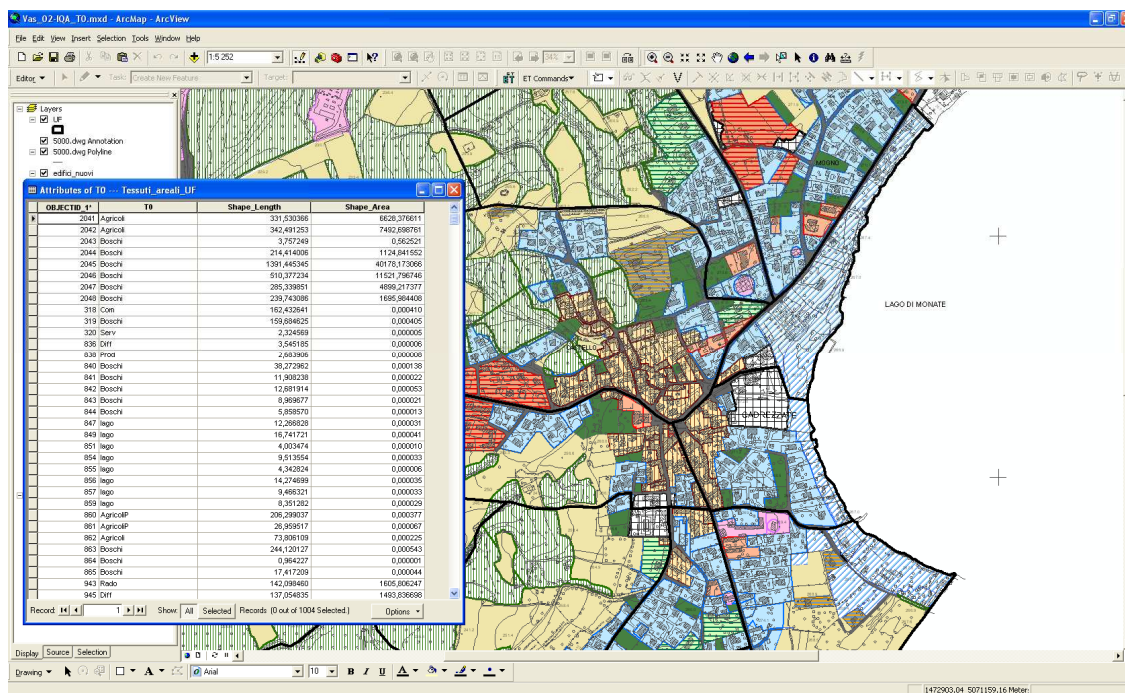 Vas_02-IQA_T0.mxd - ArcMap - ArcView
File Edit View Insert Selection Tools Window Help
1:5 252
34%
Editor Task: Create New Feature Target: ET Commands
Layers
UF
5000.dwg Annotation
5000.dwg Polyline
edifici_nuovi
Attributes of T0 --- Tessuti_areali_UF
OBJECTID_1* T0 Shape_Length Shape_Area
2041 Agricoli 331,530366 6628,376611
2042 Agricoli 342,491253 7492,698761
2043 Boschi 3,757249 0,562521
2044 Boschi 214,414006 1124,841552
2045 Boschi 1391,445345 40178,173066
2046 Boschi 510,377234 11521,796746
2047 Boschi 285,339851 4899,217377
2048 Boschi 239,743086 1695,984408
318 Com 162,432641 0,000410
319 Boschi 159,684625 0,000405
320 Serv 2,324569 0,000005
836 Diff 3,545185 0,000006
838 Prod 2,683906 0,000008
840 Boschi 38,272962 0,000138
841 Boschi 11,908238 0,000022
842 Boschi 12,681914 0,000053
843 Boschi 8,969677 0,000021
844 Boschi 5,858570 0,000013
847 lago 12,266828 0,000031
849 lago 16,741721 0,000041
851 lago 4,003474 0,000010
854 lago 9,513554 0,000033
855 lago 4,342824 0,000006
856 lago 14,274699 0,000035
857 lago 9,466321 0,000033
859 lago 8,351282 0,000029
860 AgricoliP 206,299037 0,000377
861 AgricoliP 26,959517 0,000067
862 Agricoli 73,806109 0,000225
863 Boschi 244,120127 0,000543
864 Boschi 0,964227 0,000001
865 Boschi 17,417209 0,000044
943 Rado 142,098460 1605,806247
945 Diff 137,054835 1493,836698
Record: 1 Show: All Selected Records (0 out of 1004 Selected.) Options
MOGNO
LAGO DI MONATE
CADREZZATE
Display Source Selection
Drawing A Arial 10 B I U A
1472903.04 5071159.16 Meter: